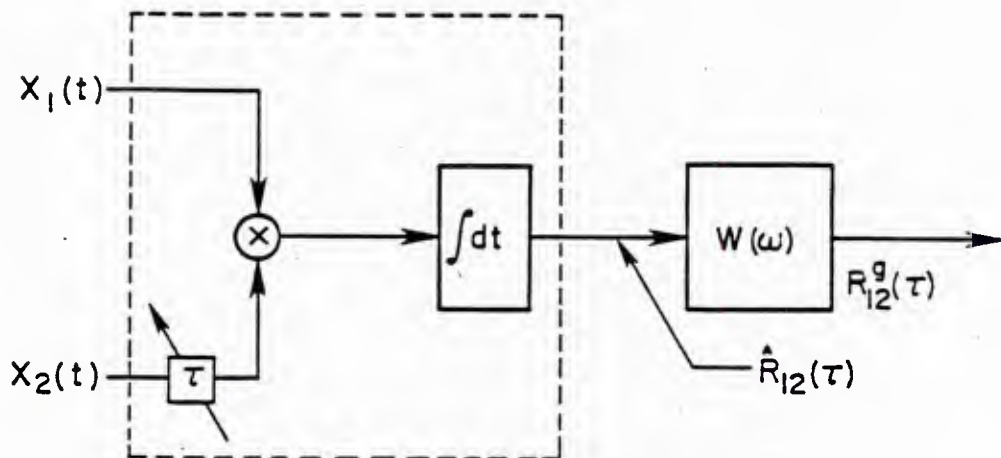 X₁(t)
×
∫dt
W(ω)
R₁₂ᵍ(τ)
X₂(t)
τ
R̂₁₂(τ)